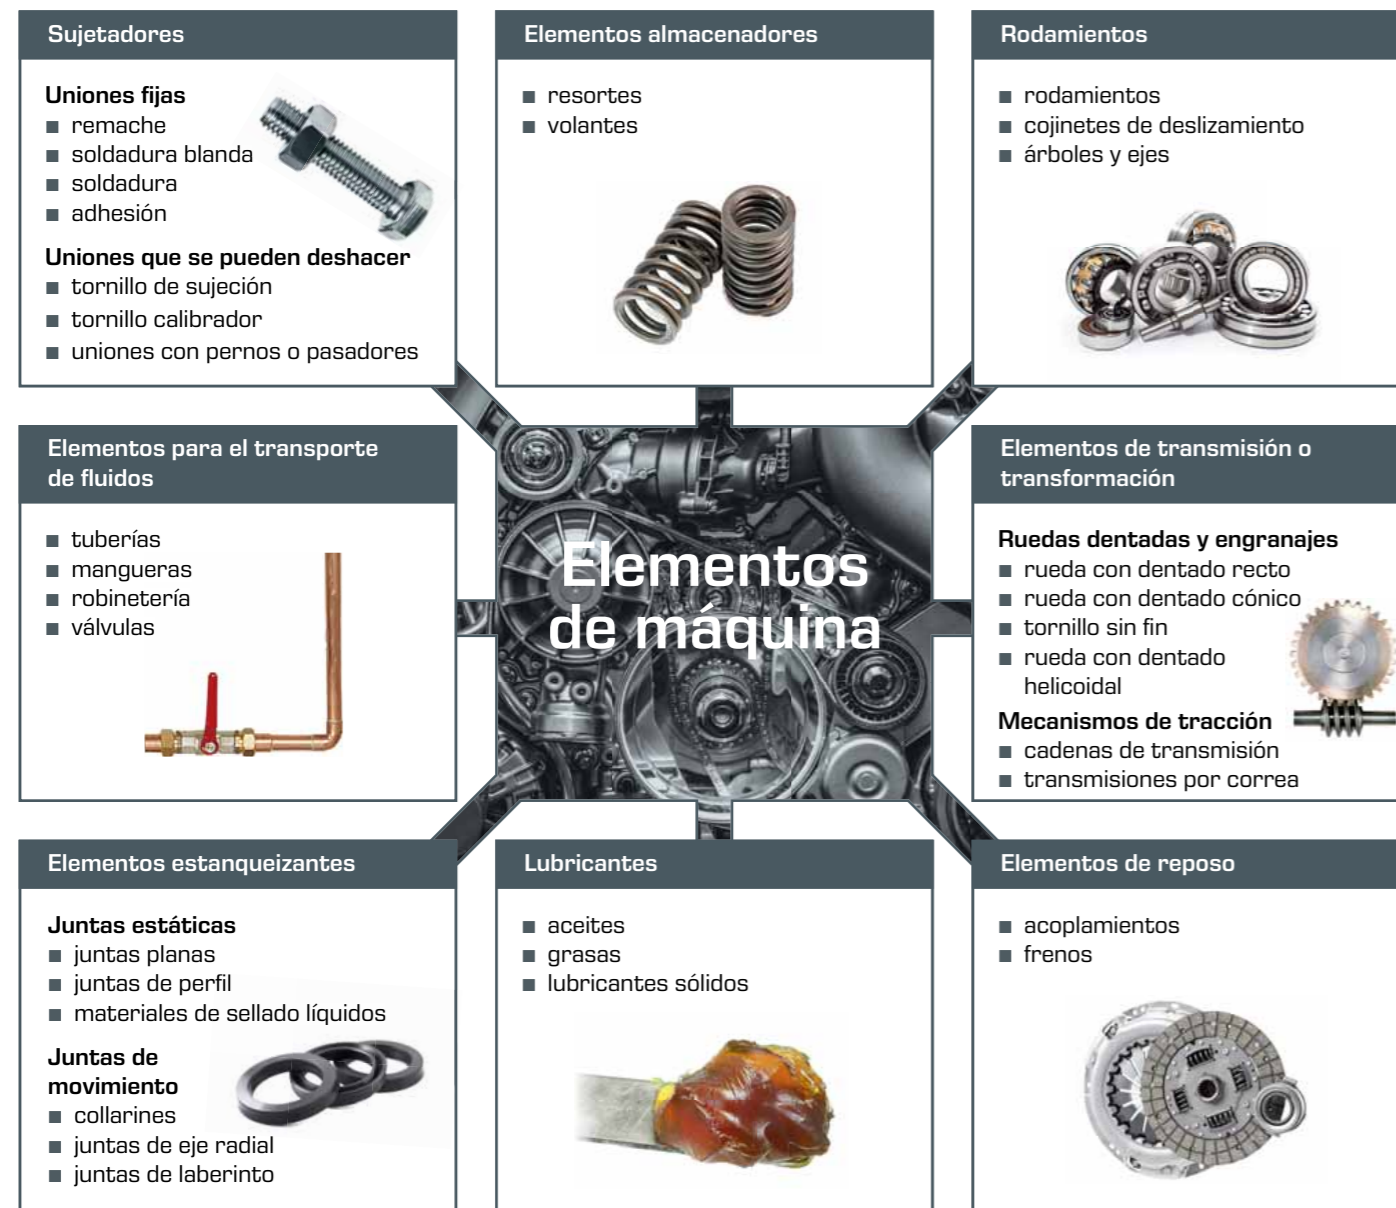 Sujetadores
Uniones fijas
■ remache
■ soldadura blanda
■ soldadura
■ adhesión
Uniones que se pueden deshacer
■ tornillo de sujeción
■ tornillo calibrador
■ uniones con pernos o pasadores
Elementos almacenadores
■ resortes
■ volantes
Rodamientos
■ rodamientos
■ cojinetes de deslizamiento
■ árboles y ejes
Elementos para el transporte
de fluidos
■ tuberías
■ mangueras
■ robinetería
■ válvulas
Elementos
de máquina
Elementos de transmisión o
transformación
Ruedas dentadas y engranajes
■ rueda con dentado recto
■ rueda con dentado cónico
■ tornillo sin fin
■ rueda con dentado
helicoidal
Mecanismos de tracción
■ cadenas de transmisión
■ transmisiones por correa
Elementos estanqueizantes
Juntas estáticas
■ juntas planas
■ juntas de perfil
■ materiales de sellado líquidos
Juntas de
movimiento
■ collarines
■ juntas de eje radial
■ juntas de laberinto
Lubricantes
■ aceites
■ grasas
■ lubricantes sólidos
Elementos de reposo
■ acoplamientos
■ frenos